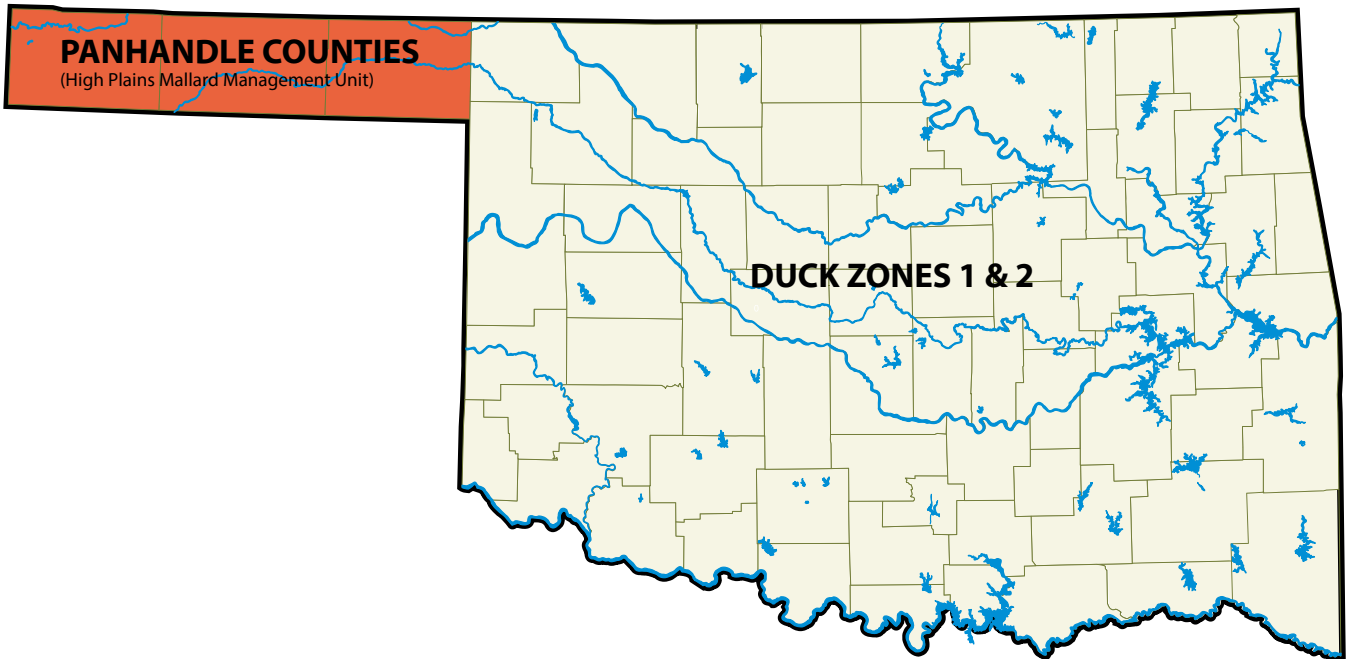 PANHANDLE COUNTIES
(High Plains Mallard Management Unit)
DUCK ZONES 1 & 2